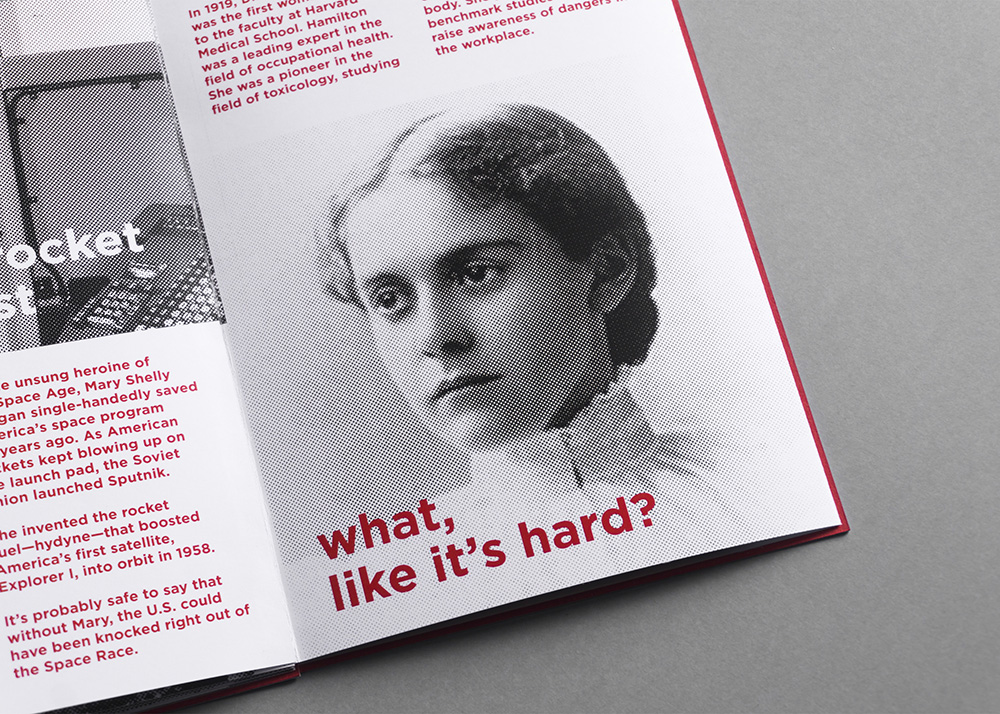 rocket
st
e unsung heroine of
Space Age, Mary Shelly
gan single-handedly saved
erica's space program
years ago. As American
kets kept blowing up on
e launch pad, the Soviet
nion launched Sputnik.
he invented the rocket
uel—hydyne—that boosted
America's first satellite,
Explorer I, into orbit in 1958.
It's probably safe to say that
without Mary, the U.S. could
have been knocked right out of
the Space Race.
In 1919, D
was the first wom
to the faculty at Harvard
Medical School. Hamilton
was a leading expert in the
field of occupational health.
She was a pioneer in the
field of toxicology, studying
body. She
benchmark studies
raise awareness of dangers in
the workplace.
what,
like it's hard?